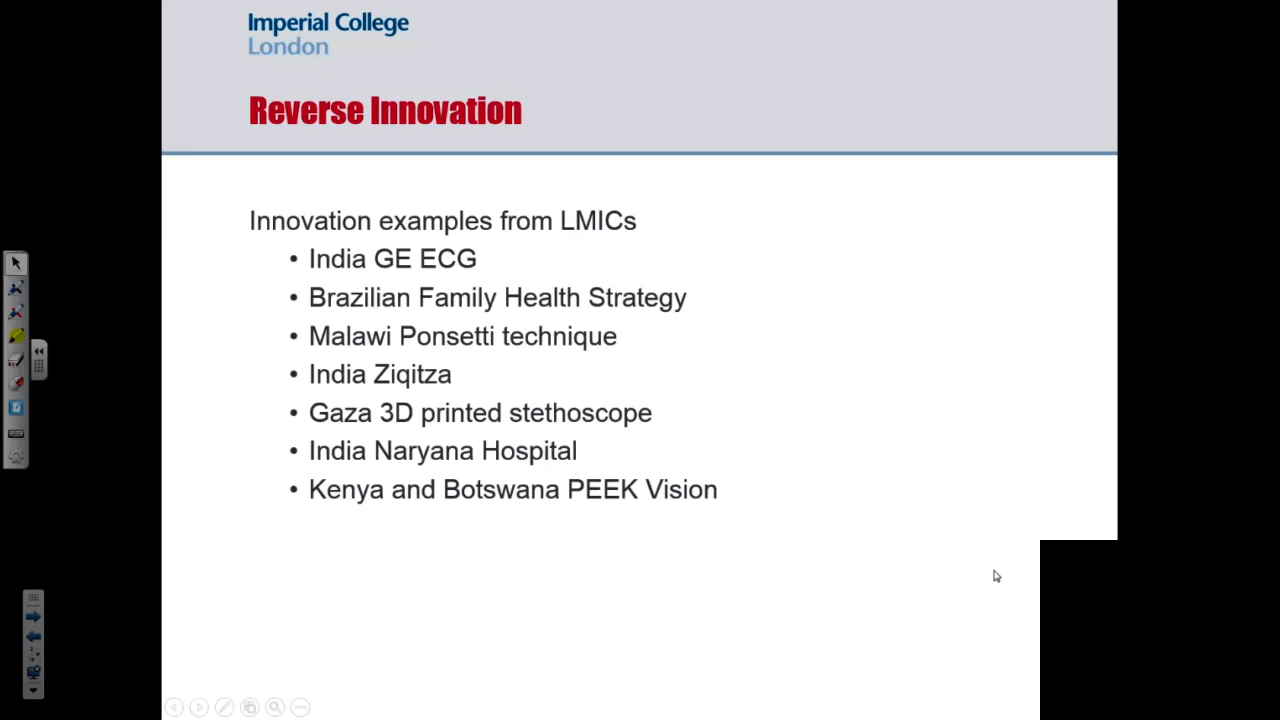 Imperial College
London
Reverse Innovation
Innovation examples from LMICs
• India GE ECG
• Brazilian Family Health Strategy
• Malawi Ponsetti technique
• India Ziqitza
• Gaza 3D printed stethoscope
• India Naryana Hospital
• Kenya and Botswana PEEK Vision